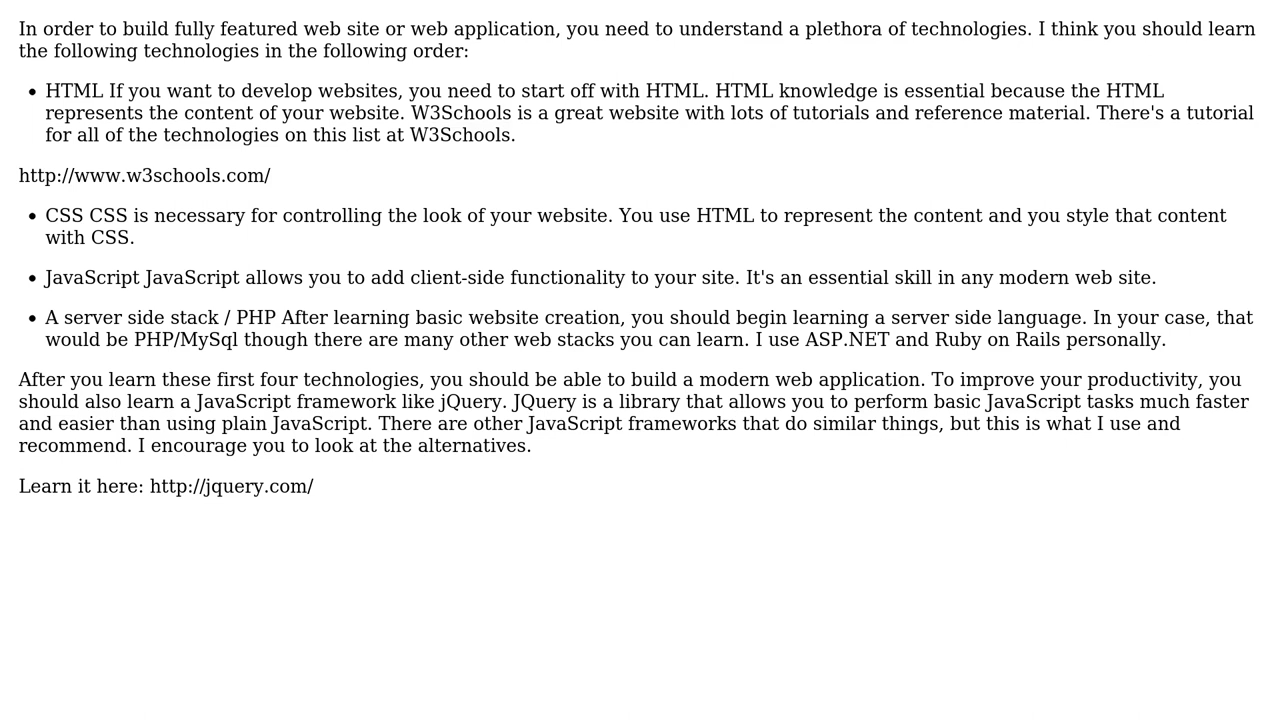 In order to build fully featured web site or web application, you need to understand a plethora of technologies. I think you should learn
the following technologies in the following order:
• HTML If you want to develop websites, you need to start off with HTML. HTML knowledge is essential because the HTML
represents the content of your website. W3Schools is a great website with lots of tutorials and reference material. There's a tutorial
for all of the technologies on this list at W3Schools.
http://www.w3schools.com/
• CSS CSS is necessary for controlling the look of your website. You use HTML to represent the content and you style that content
with CSS.
• JavaScript JavaScript allows you to add client-side functionality to your site. It's an essential skill in any modern web site.
• A server side stack / PHP After learning basic website creation, you should begin learning a server side language. In your case, that
would be PHP/MySql though there are many other web stacks you can learn. I use ASP.NET and Ruby on Rails personally.
After you learn these first four technologies, you should be able to build a modern web application. To improve your productivity, you
should also learn a JavaScript framework like jQuery. JQuery is a library that allows you to perform basic JavaScript tasks much faster
and easier than using plain JavaScript. There are other JavaScript frameworks that do similar things, but this is what I use and
recommend. I encourage you to look at the alternatives.
Learn it here: http://jquery.com/